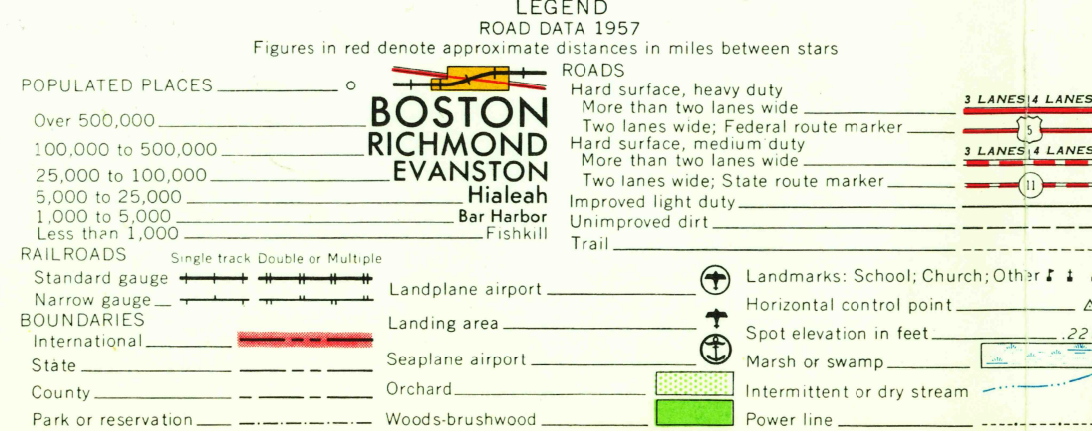 LEGEND
ROAD DATA 1957
Figures in red denote approximate distances in miles between stars
POPULATED PLACES
Over 500,000 BOSTON
100,000 to 500,000 RICHMOND
25,000 to 100,000 EVANSTON
5,000 to 25,000 Hialeah
1,000 to 5,000 Bar Harbor
Less than 1,000 Fishkill
RAILROADS Single track Double or Multiple
Standard gauge
Narrow gauge
BOUNDARIES
International
State
County
Park or reservation
Landplane airport
Landing area
Seaplane airport
Orchard
Woods-brushwood
ROADS
Hard surface, heavy duty
More than two lanes wide 3 LANES 4 LANES
Two lanes wide; Federal route marker 5
Hard surface, medium duty
More than two lanes wide 3 LANES 4 LANES
Two lanes wide; State route marker 11
Improved light duty
Unimproved dirt
Trail
Landmarks: School; Church; Other
Horizontal control point
Spot elevation in feet .22
Marsh or swamp
Intermittent or dry stream
Power line